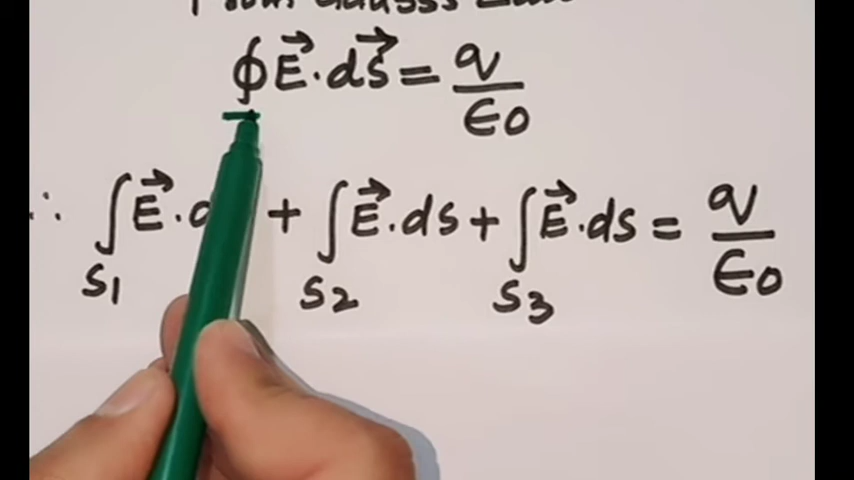 ∮E⃗·dS⃗ = q/ε0
∴ ∫S1 E⃗·d + ∫S2 E⃗·ds + ∫S3 E⃗·ds = q/ε0